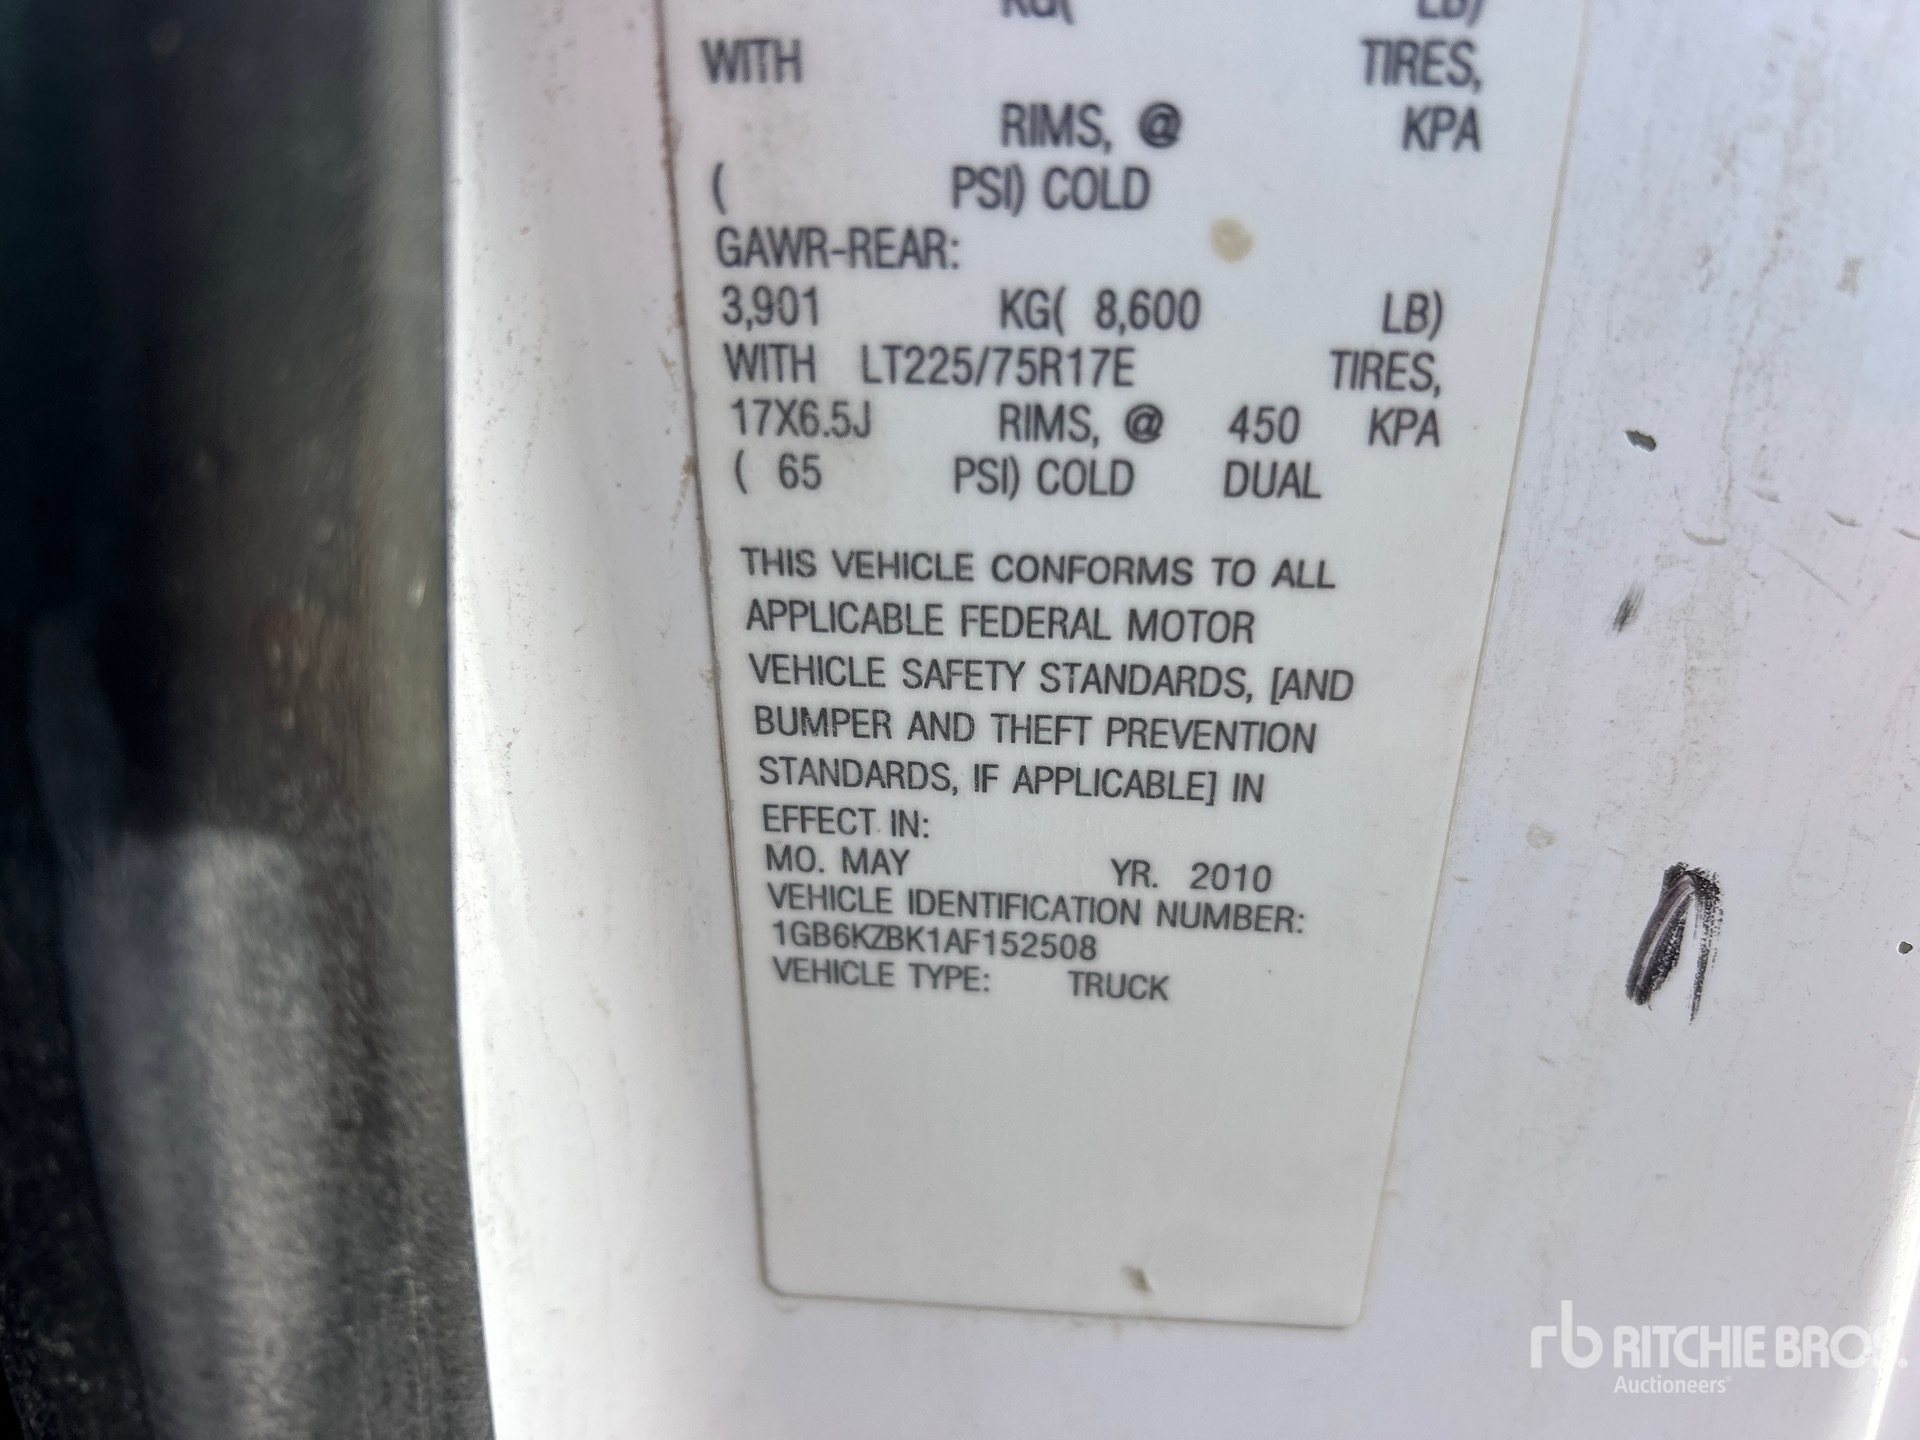 KG( LB)
WITH TIRES,
RIMS, @ KPA
( PSI) COLD
GAWR-REAR:
3,901 KG( 8,600 LB)
WITH LT225/75R17E TIRES,
17X6.5J RIMS, @ 450 KPA
( 65 PSI) COLD DUAL
THIS VEHICLE CONFORMS TO ALL
APPLICABLE FEDERAL MOTOR
VEHICLE SAFETY STANDARDS, [AND
BUMPER AND THEFT PREVENTION
STANDARDS, IF APPLICABLE] IN
EFFECT IN:
MO. MAY YR. 2010
VEHICLE IDENTIFICATION NUMBER:
1GB6KZBK1AF152508
VEHICLE TYPE: TRUCK
rb RITCHIE BROS.
Auctioneers